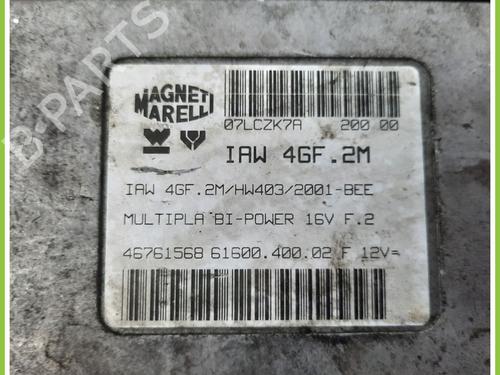 MAGNETI
MARELLI
07LCZK7A 200 00
IAW 4GF.2M
IAW 4GF.2M/HW403/2001-BEE
MULTIPLA BI-POWER 16V F.2
46761568 61600.400.02 F 12V=
B-PARTS